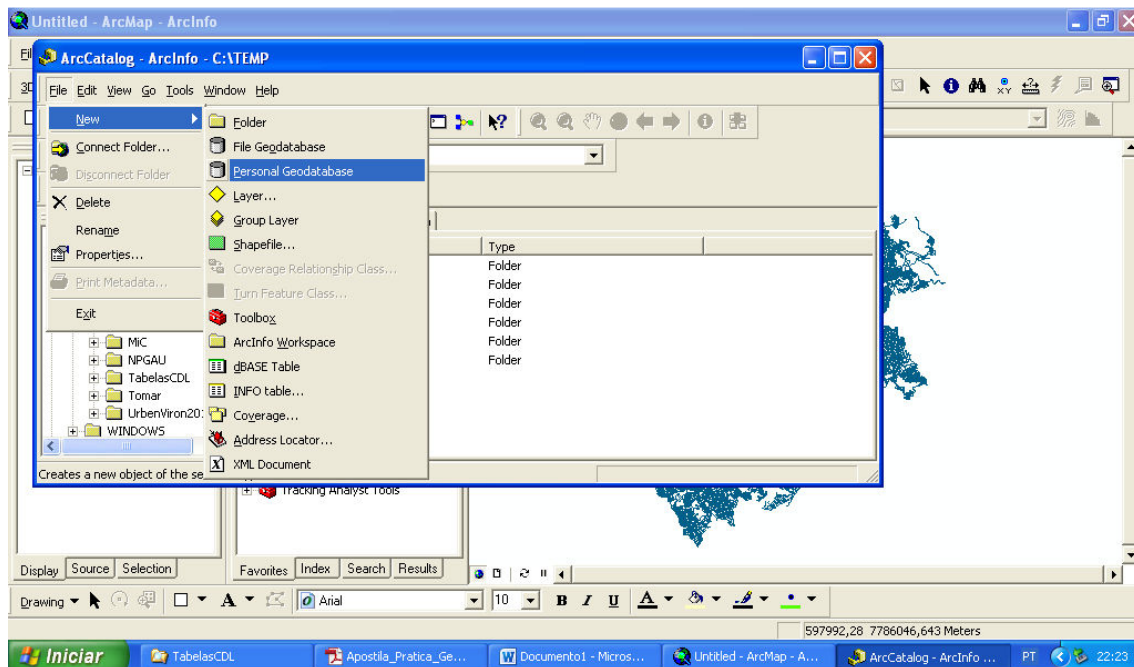 Untitled - ArcMap - ArcInfo
ArcCatalog - ArcInfo - C:\TEMP
File Edit View Go Tools Window Help
New
Connect Folder...
Disconnect Folder
Delete
Rename
Properties...
Print Metadata...
Exit
Folder
File Geodatabase
Personal Geodatabase
Layer...
Group Layer
Shapefile...
Coverage Relationship Class...
Turn Feature Class...
Toolbox
ArcInfo Workspace
dBASE Table
INFO table...
Coverage...
Address Locator...
XML Document
Type
Folder
Folder
Folder
Folder
Folder
Folder
MiC
NPGAU
TabelasCDL
Tomar
UrbenViron20
WINDOWS
Creates a new object of the se
Tracking Analyst Tools
Display Source Selection
Favorites Index Search Results
Drawing A Arial 10 B I U A
597992,28 7786046,643 Meters
Iniciar TabelasCDL Apostila_Pratica_Ge... Documento1 - Micros... Untitled - ArcMap - A... ArcCatalog - ArcInfo ... PT 22:23